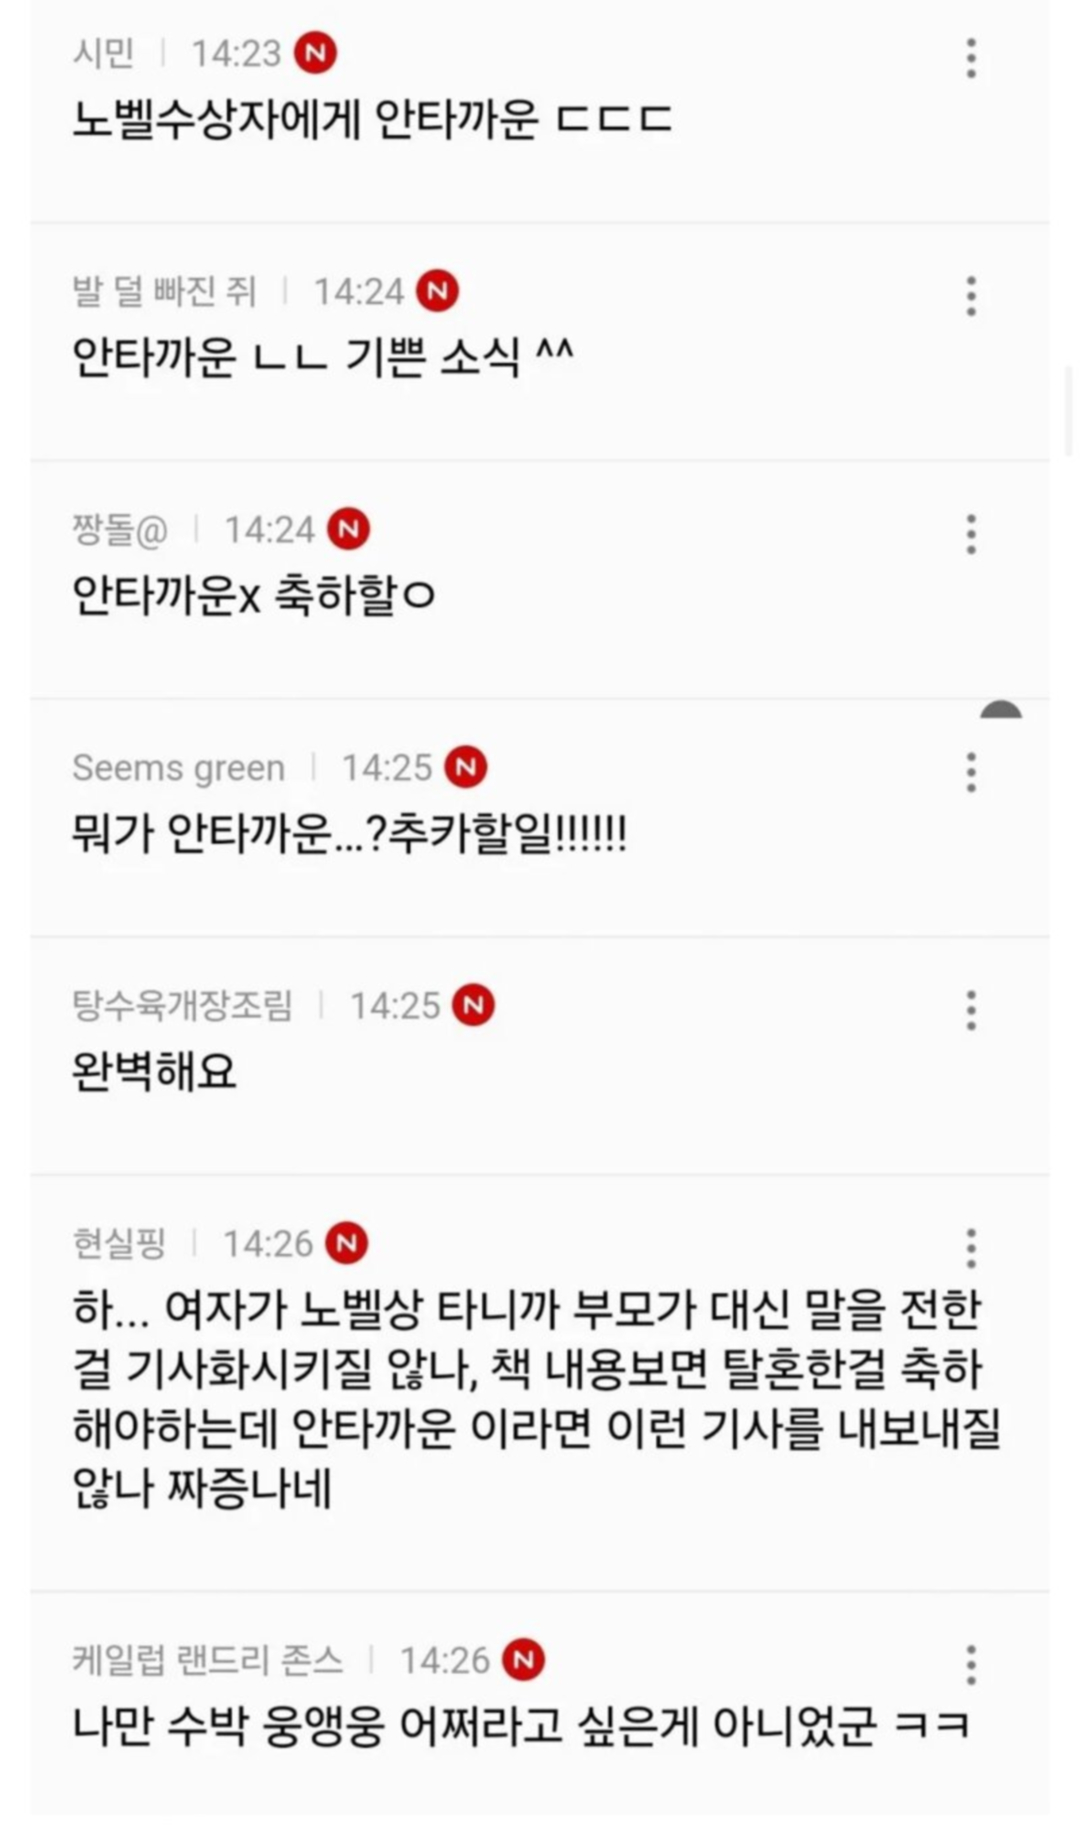 시민 | 14:23 N
노벨수상자에게 안타까운 ㄷㄷㄷ
발 덜 빠진 쥐 | 14:24 N
안타까운 ㄴㄴ 기쁜 소식 ^^
짱돌@ | 14:24 N
안타까운x 축하할ㅇ
Seems green | 14:25 N
뭐가 안타까운...?추카할일!!!!!!
탕수육개장조림 | 14:25 N
완벽해요
현실핑 | 14:26 N
하... 여자가 노벨상 타니까 부모가 대신 말을 전한
걸 기사화시키질 않나, 책 내용보면 탈혼한걸 축하
해야하는데 안타까운 이라면 이런 기사를 내보내질
않나 짜증나네
케일럽 랜드리 존스 | 14:26 N
나만 수박 웅앵웅 어쩌라고 싶은게 아니었군 ㅋㅋ